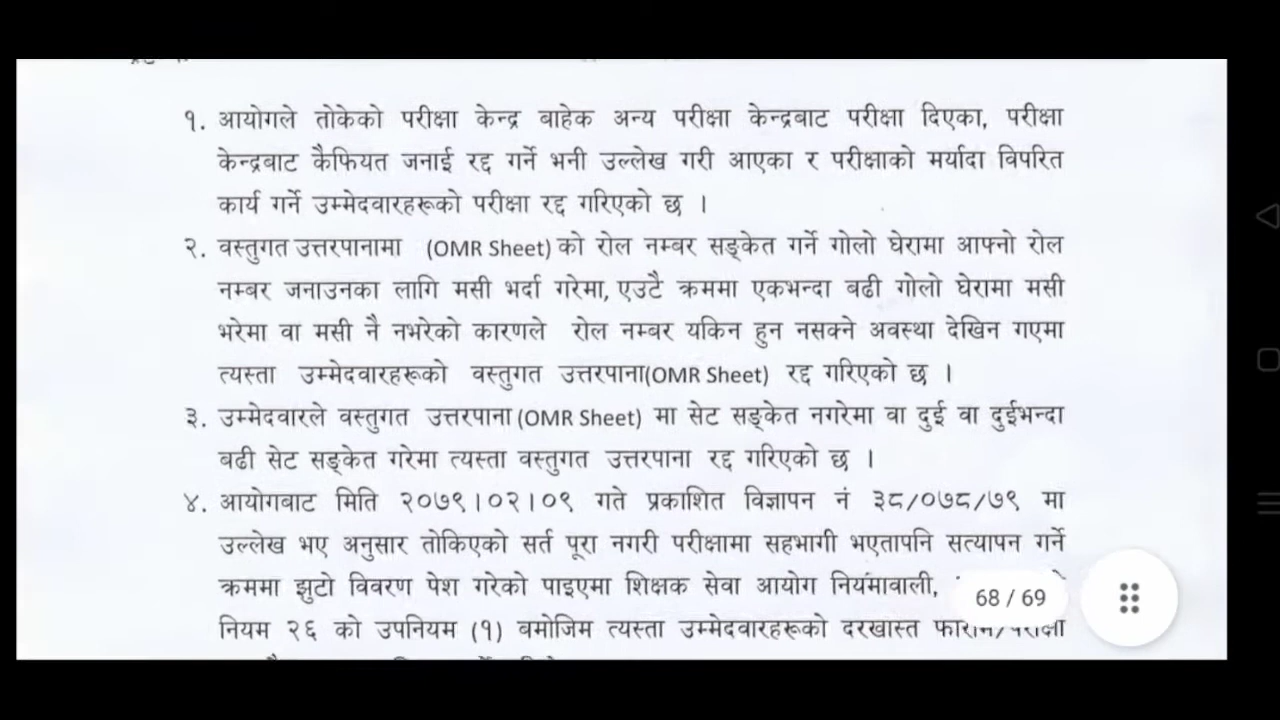 १. आयोगले तोकेको परीक्षा केन्द्र बाहेक अन्य परीक्षा केन्द्रबाट परीक्षा दिएका, परीक्षा
केन्द्रबाट कैफियत जनाई रद्द गर्ने भनी उल्लेख गरी आएका र परीक्षाको मर्यादा विपरित
कार्य गर्ने उम्मेदवारहरूको परीक्षा रद्द गरिएको छ ।
२. वस्तुगत उत्तरपानामा (OMR Sheet) को रोल नम्बर सङ्केत गर्ने गोलो घेरामा आफ्नो रोल
नम्बर जनाउनका लागि मसी भर्दा गरेमा, एउटै क्रममा एकभन्दा बढी गोलो घेरामा मसी
भरेमा वा मसी नै नभरेको कारणले रोल नम्बर यकिन हुन नसक्ने अवस्था देखिन गएमा
त्यस्ता उम्मेदवारहरूको वस्तुगत उत्तरपाना(OMR Sheet) रद्द गरिएको छ ।
३. उम्मेदवारले वस्तुगत उत्तरपाना (OMR Sheet) मा सेट सङ्केत नगरेमा वा दुई वा दुईभन्दा
बढी सेट सङ्केत गरेमा त्यस्ता वस्तुगत उत्तरपाना रद्द गरिएको छ ।
४. आयोगबाट मिति २०७९।०२।०९ गते प्रकाशित विज्ञापन नं ३८/०७८/७९ मा
उल्लेख भए अनुसार तोकिएको सर्त पूरा नगरी परीक्षामा सहभागी भएतापनि सत्यापन गर्ने
क्रममा झुटो विवरण पेश गरेको पाइएमा शिक्षक सेवा आयोग नियमावाली,
68 / 69
नियम २६ को उपनियम (१) बमोजिम त्यस्ता उम्मेदवारहरूको दरखास्त फाराम/परीक्षा